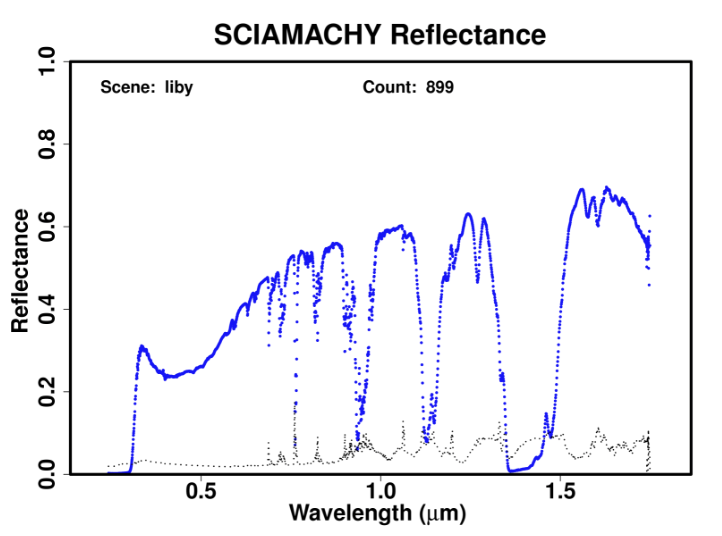 SCIAMACHY Reflectance
Scene: liby Count: 899
1.0
0.8
0.6
0.4
0.2
0.0
Reflectance
0.5 1.0 1.5
Wavelength (μm)